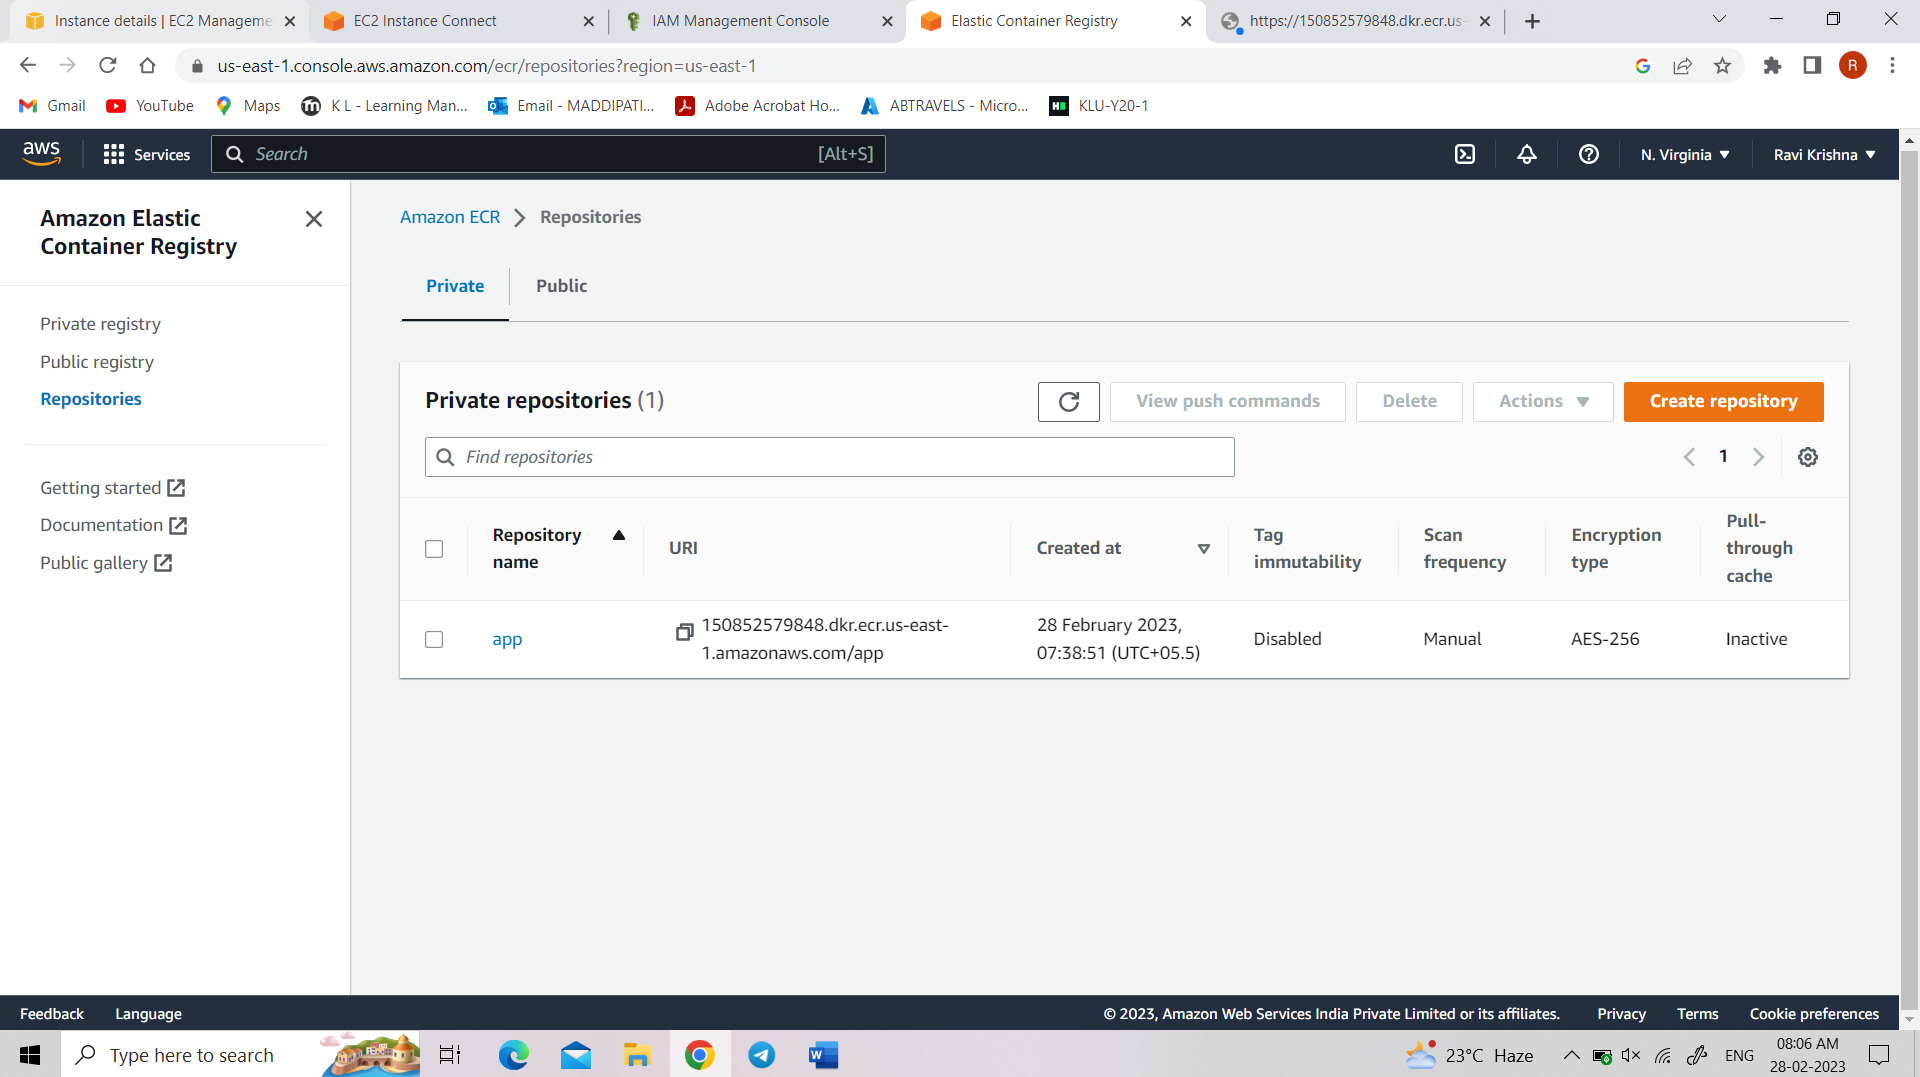 Instance details | EC2 Manageme
EC2 Instance Connect
IAM Management Console
Elastic Container Registry
https://150852579848.dkr.ecr.us-
us-east-1.console.aws.amazon.com/ecr/repositories?region=us-east-1
R
Gmail
YouTube
Maps
K L - Learning Man...
Email - MADDIPATI...
Adobe Acrobat Ho...
ABTRAVELS - Micro...
KLU-Y20-1
aws
Services
Search
[Alt+S]
N. Virginia
Ravi Krishna
Amazon Elastic
Container Registry
Private registry
Public registry
Repositories
Getting started
Documentation
Public gallery
Amazon ECR
Repositories
Private
Public
Private repositories (1)
View push commands
Delete
Actions
Create repository
Find repositories
1
Repository
name
URI
Created at
Tag
immutability
Scan
frequency
Encryption
type
Pull-
through
cache
app
150852579848.dkr.ecr.us-east-
1.amazonaws.com/app
28 February 2023,
07:38:51 (UTC+05.5)
Disabled
Manual
AES-256
Inactive
Feedback
Language
© 2023, Amazon Web Services India Private Limited or its affiliates.
Privacy
Terms
Cookie preferences
Type here to search
23°C Haze
ENG
08:06 AM
28-02-2023